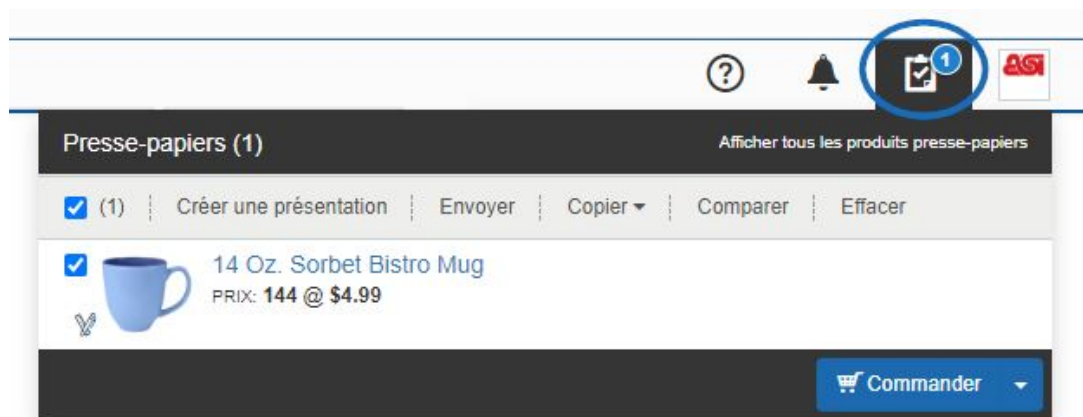 1
asi
Presse-papiers (1)
Afficher tous les produits presse-papiers
(1) Créer une présentation Envoyer Copier Comparer Effacer
14 Oz. Sorbet Bistro Mug
PRIX: 144 @ $4.99
Commander